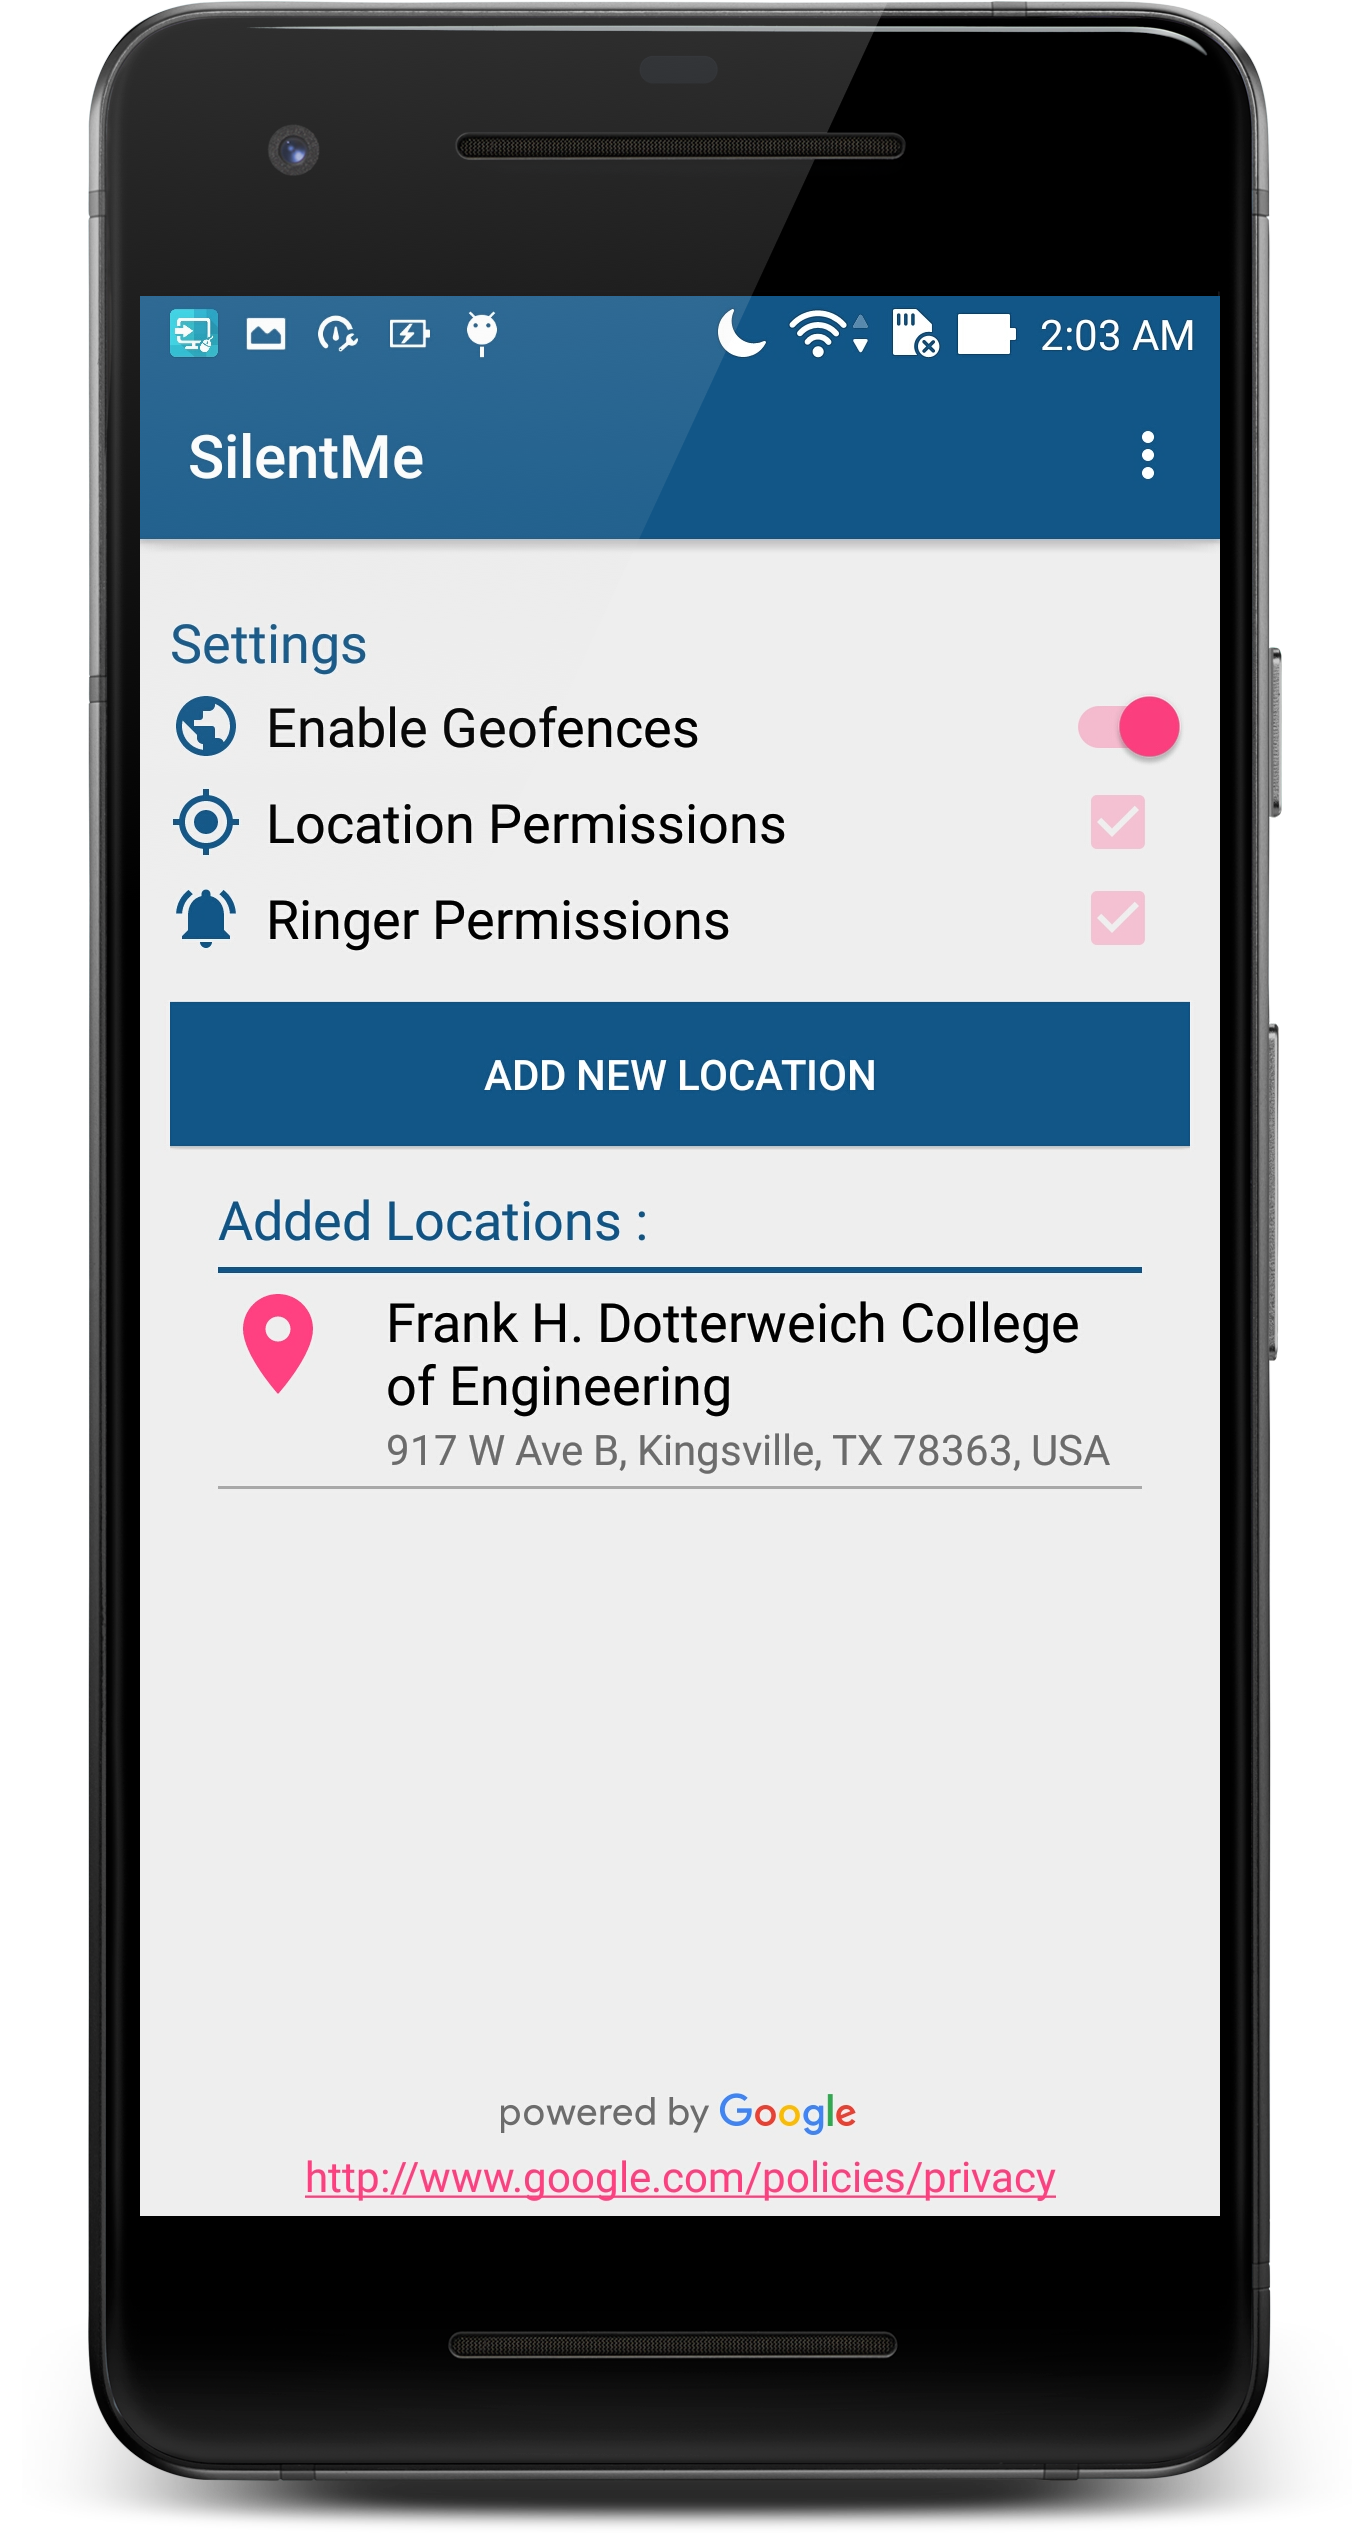 2:03 AM
SilentMe
Settings
Enable Geofences
Location Permissions
Ringer Permissions
ADD NEW LOCATION
Added Locations :
Frank H. Dotterweich College
of Engineering
917 W Ave B, Kingsville, TX 78363, USA
powered by Google
http://www.google.com/policies/privacy